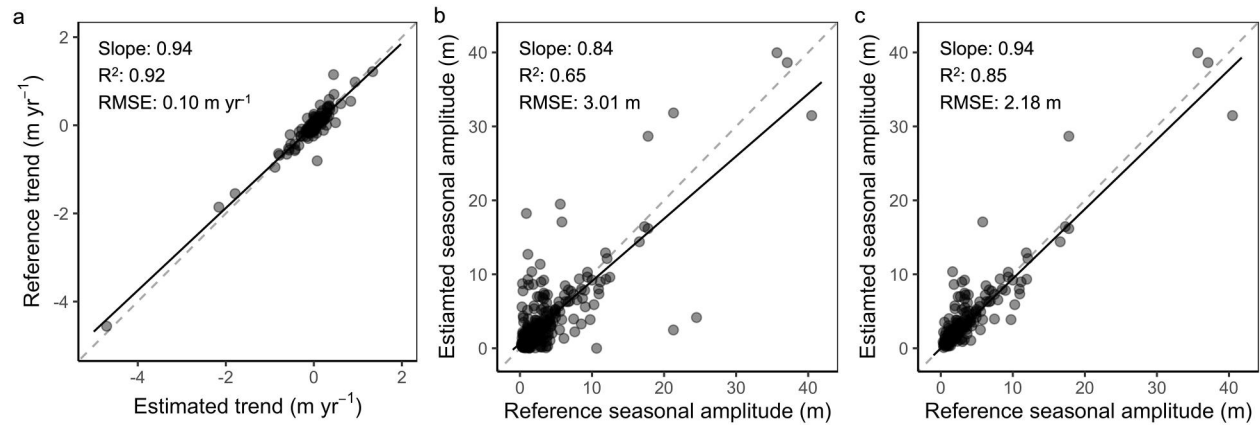 a
Slope: 0.94
R²: 0.92
RMSE: 0.10 m yr⁻¹
Reference trend (m yr⁻¹)
2
0
−2
−4
−4
−2
0
2
Estimated trend (m yr⁻¹)
b
Slope: 0.84
R²: 0.65
RMSE: 3.01 m
Estiamted seasonal amplitude (m)
40
30
20
10
0
0
10
20
30
40
Reference seasonal amplitude (m)
c
Slope: 0.94
R²: 0.85
RMSE: 2.18 m
Estiamted seasonal amplitude (m)
40
30
20
10
0
0
10
20
30
40
Reference seasonal amplitude (m)